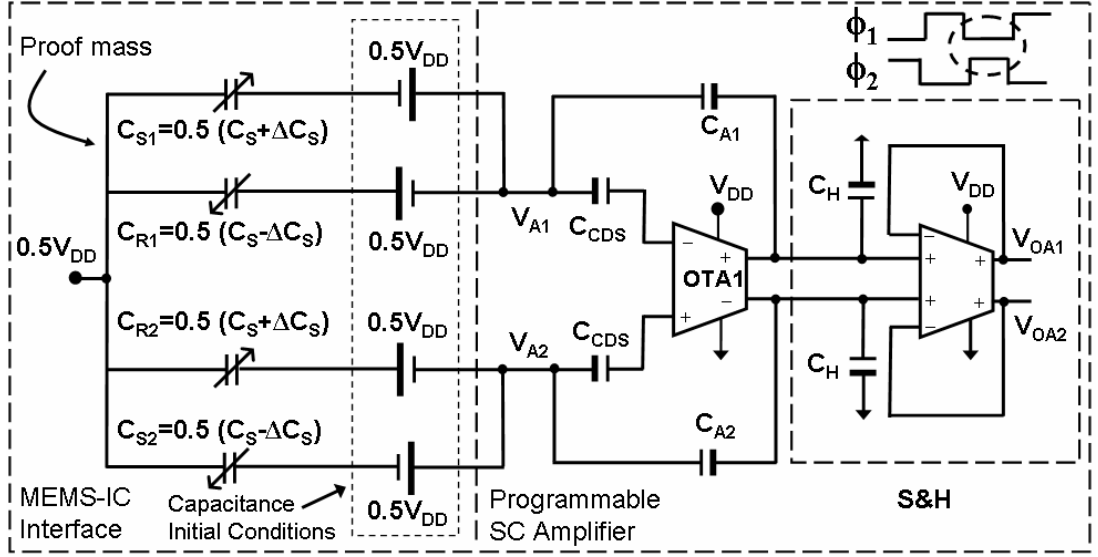 Proof mass
0.5V_DD
C_S1=0.5 (C_S+ΔC_S)
C_R1=0.5 (C_S-ΔC_S)
0.5V_DD
0.5V_DD
C_R2=0.5 (C_S+ΔC_S)
0.5V_DD
C_S2=0.5 (C_S-ΔC_S)
0.5V_DD
MEMS-IC
Interface
Capacitance
Initial Conditions
C_A1
V_A1
C_CDS
V_DD
−
+
OTA1
−
+
V_A2
C_CDS
C_A2
Programmable
SC Amplifier
ϕ_1
ϕ_2
C_H
V_DD
−
+
+
+
+
−
V_OA1
V_OA2
C_H
S&H